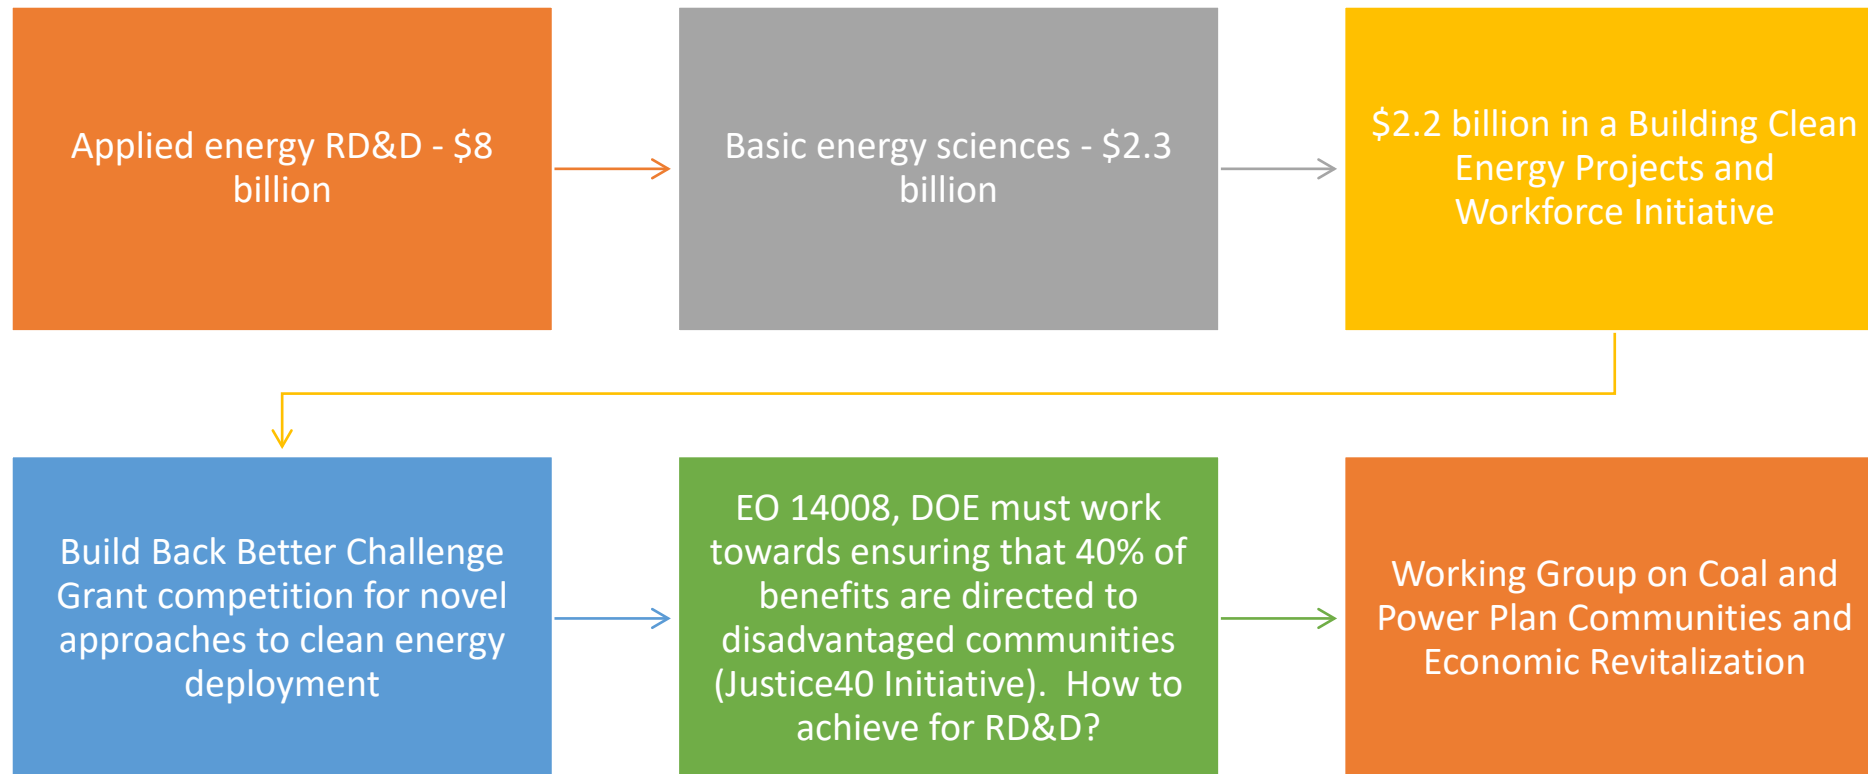 Applied energy RD&D - $8
billion
Basic energy sciences - $2.3
billion
$2.2 billion in a Building Clean
Energy Projects and
Workforce Initiative
Build Back Better Challenge
Grant competition for novel
approaches to clean energy
deployment
EO 14008, DOE must work
towards ensuring that 40% of
benefits are directed to
disadvantaged communities
(Justice40 Initiative).  How to
achieve for RD&D?
Working Group on Coal and
Power Plan Communities and
Economic Revitalization